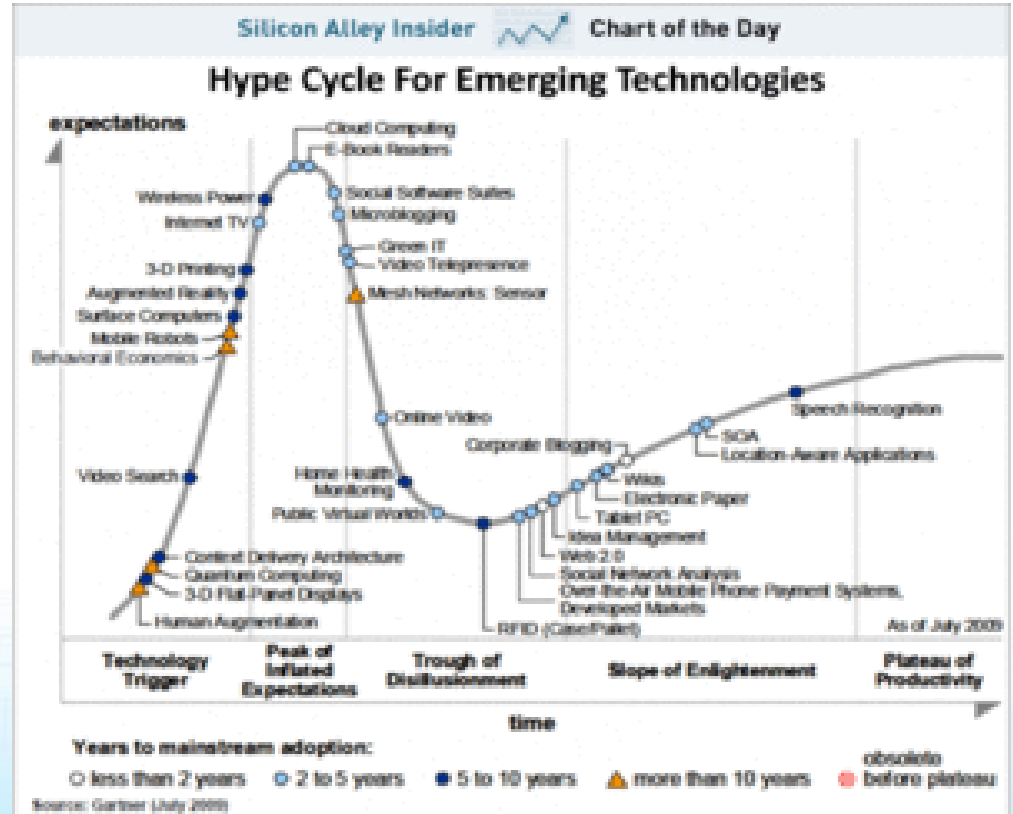 Silicon Alley Insider Chart of the Day
Hype Cycle For Emerging Technologies
expectations
Cloud Computing
E-Book Readers
Wireless Power
Social Software Suites
Internet TV
Microblogging
Green IT
3-D Printing
Video Telepresence
Augmented Reality
Mesh Networks: Sensor
Surface Computers
Mobile Robots
Behavioral Economics
Online Video
Speech Recognition
Corporate Blogging
SOA
Location-Aware Applications
Video Search
Home Health
Monitoring
Wikis
Electronic Paper
Public Virtual Worlds
Tablet PC
Idea Management
Context Delivery Architecture
Web 2.0
Quantum Computing
Social Network Analysis
3-D Flat-Panel Displays
Over-the-Air Mobile Phone Payment Systems,
Developed Markets
Human Augmentation
RFID (Case/Pallet)
As of July 2009
Technology
Trigger
Peak of
Inflated
Expectations
Trough of
Disillusionment
Slope of Enlightenment
Plateau of
Productivity
time
Years to mainstream adoption:
less than 2 years
2 to 5 years
5 to 10 years
more than 10 years
obsolete
before plateau
Source: Gartner (July 2009)